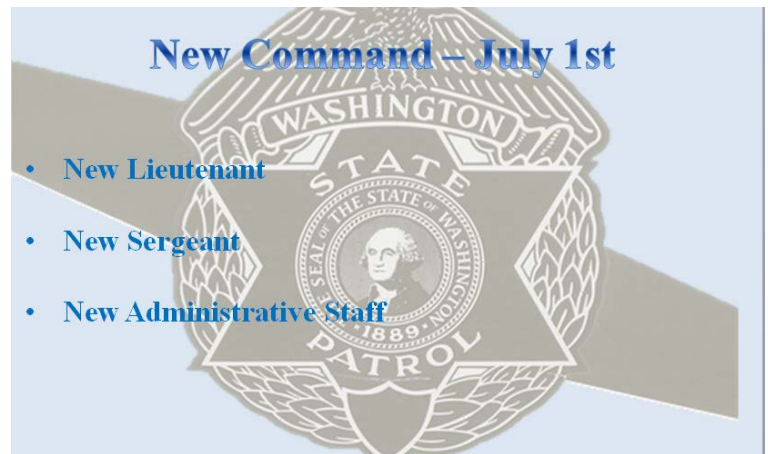 New Command – July 1st
WASHINGTON
• New Lieutenant
STATE
SEAL OF THE STATE OF WASHINGTON
• New Sergeant
• New Administrative Staff
1889
PATROL